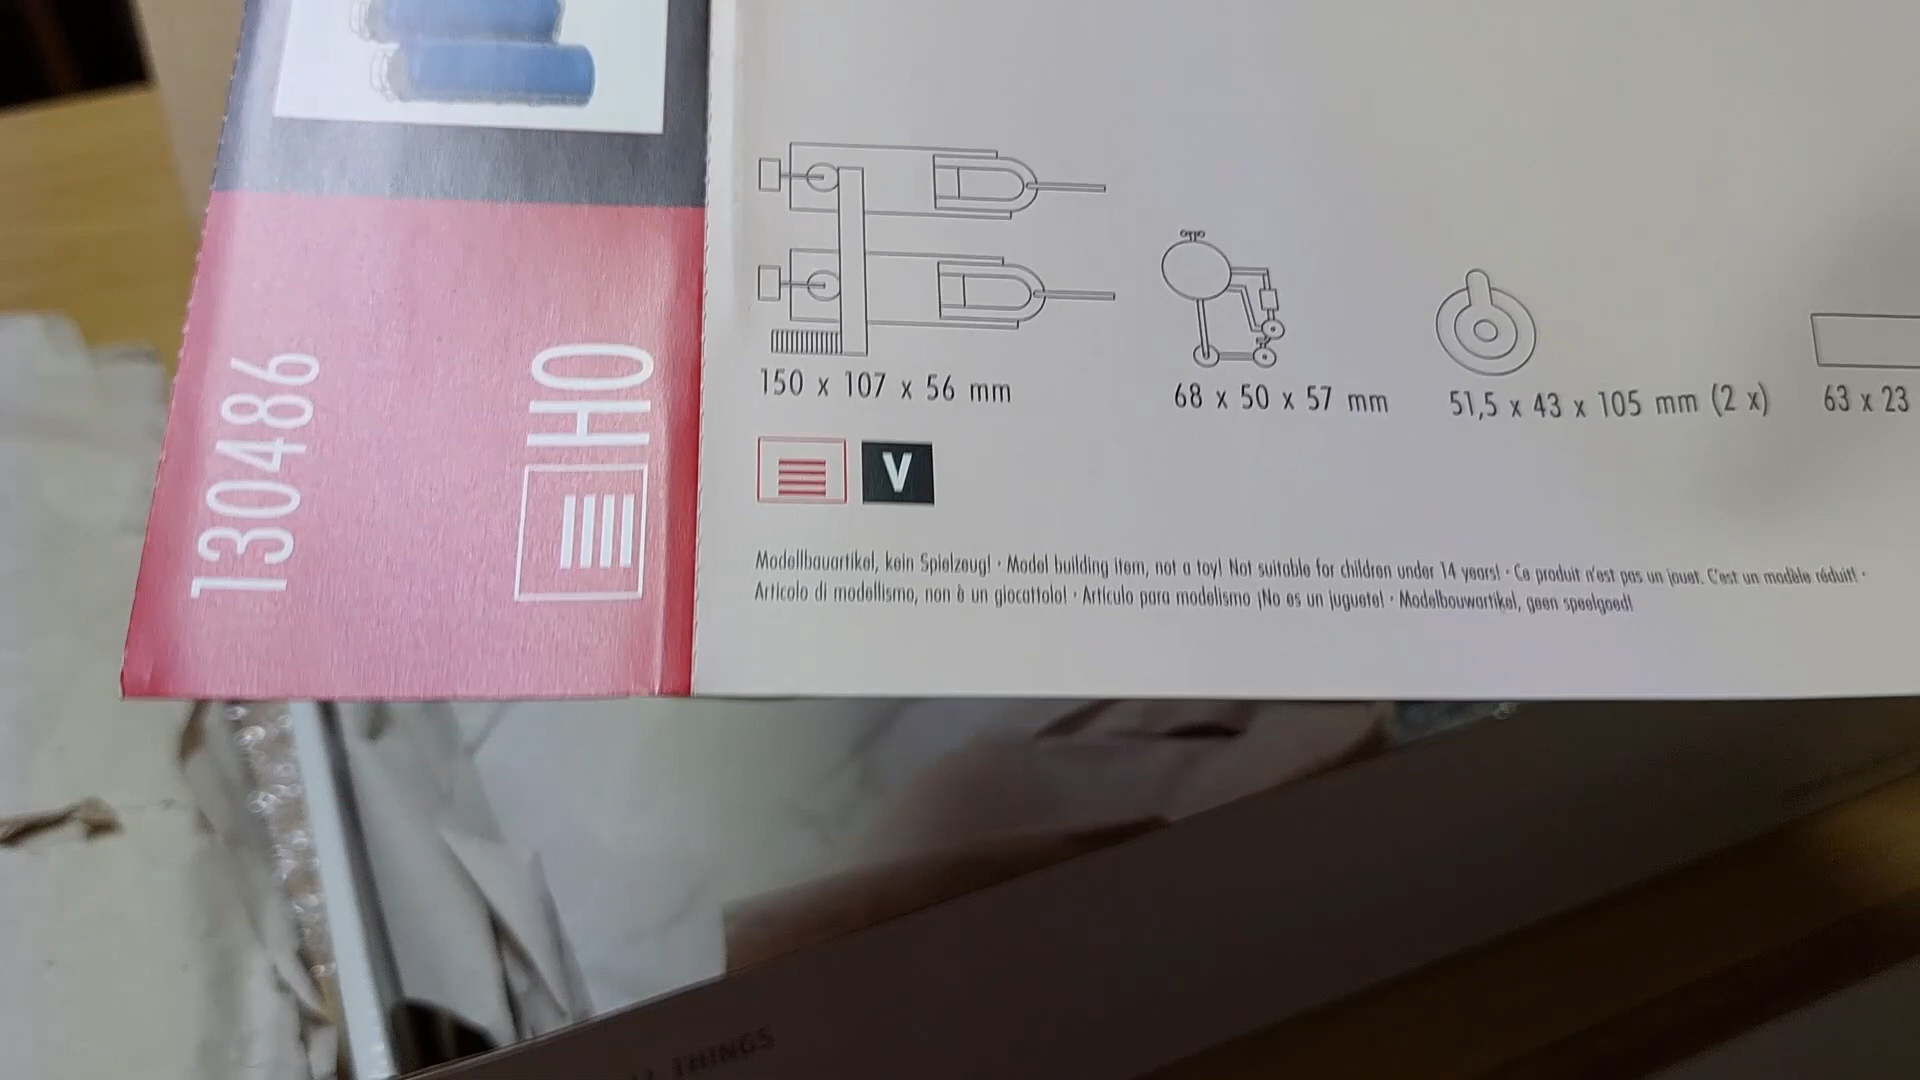 130486
HO
150 x 107 x 56 mm
68 x 50 x 57 mm
51,5 x 43 x 105 mm (2 x)
63 x 23
V
Modellbauartikel, kein Spielzeug! · Model building item, not a toy! Not suitable for children under 14 years! · Ce produit n'est pas un jouet. C'est un modèle réduit! ·
Articolo di modellismo, non è un giocattolo! · Artículo para modelismo ¡No es un juguete! · Modelbouwartikel, geen speelgoed!
THINGS